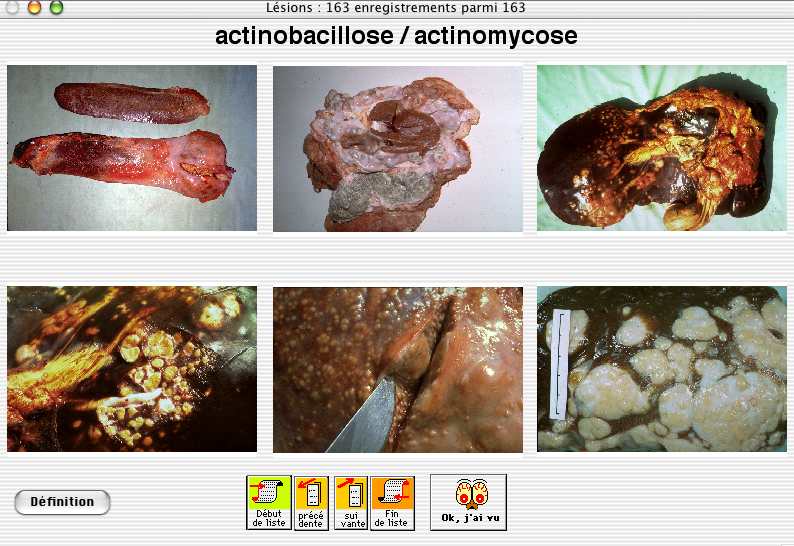 Lésions : 163 enregistrements parmi 163
actinobacillose / actinomycose
Définition
Début
de liste
précé
dente
sui
vante
Fin
de liste
Ok, j'ai vu